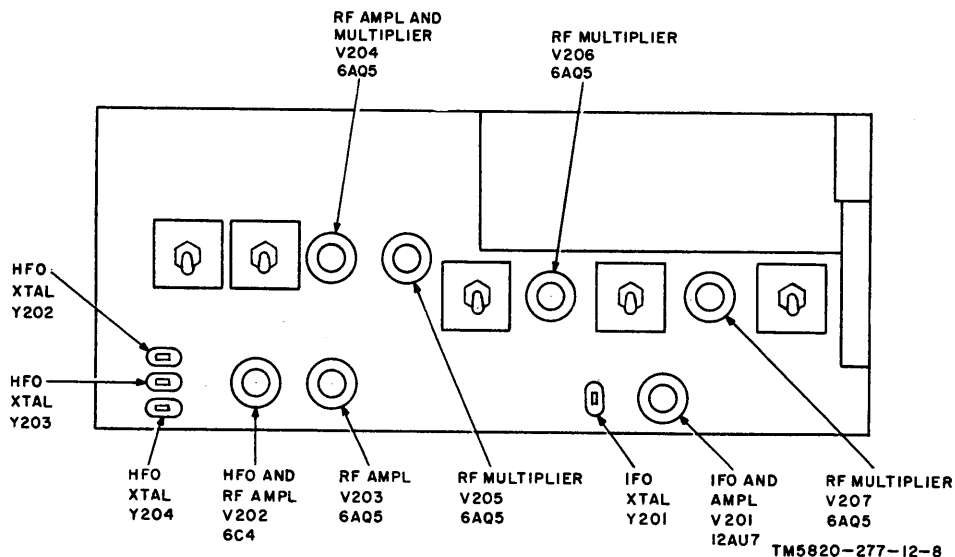 RF AMPL AND
MULTIPLIER
V204
6AQ5
RF MULTIPLIER
V206
6AQ5
HFO
XTAL
Y202
HFO
XTAL
Y203
HFO
XTAL
Y204
HFO AND
RF AMPL
V202
6C4
RF AMPL
V203
6AQ5
RF MULTIPLIER
V205
6AQ5
IFO
XTAL
Y201
IFO AND
AMPL
V201
12AU7
RF MULTIPLIER
V207
6AQ5
TM5820-277-12-8